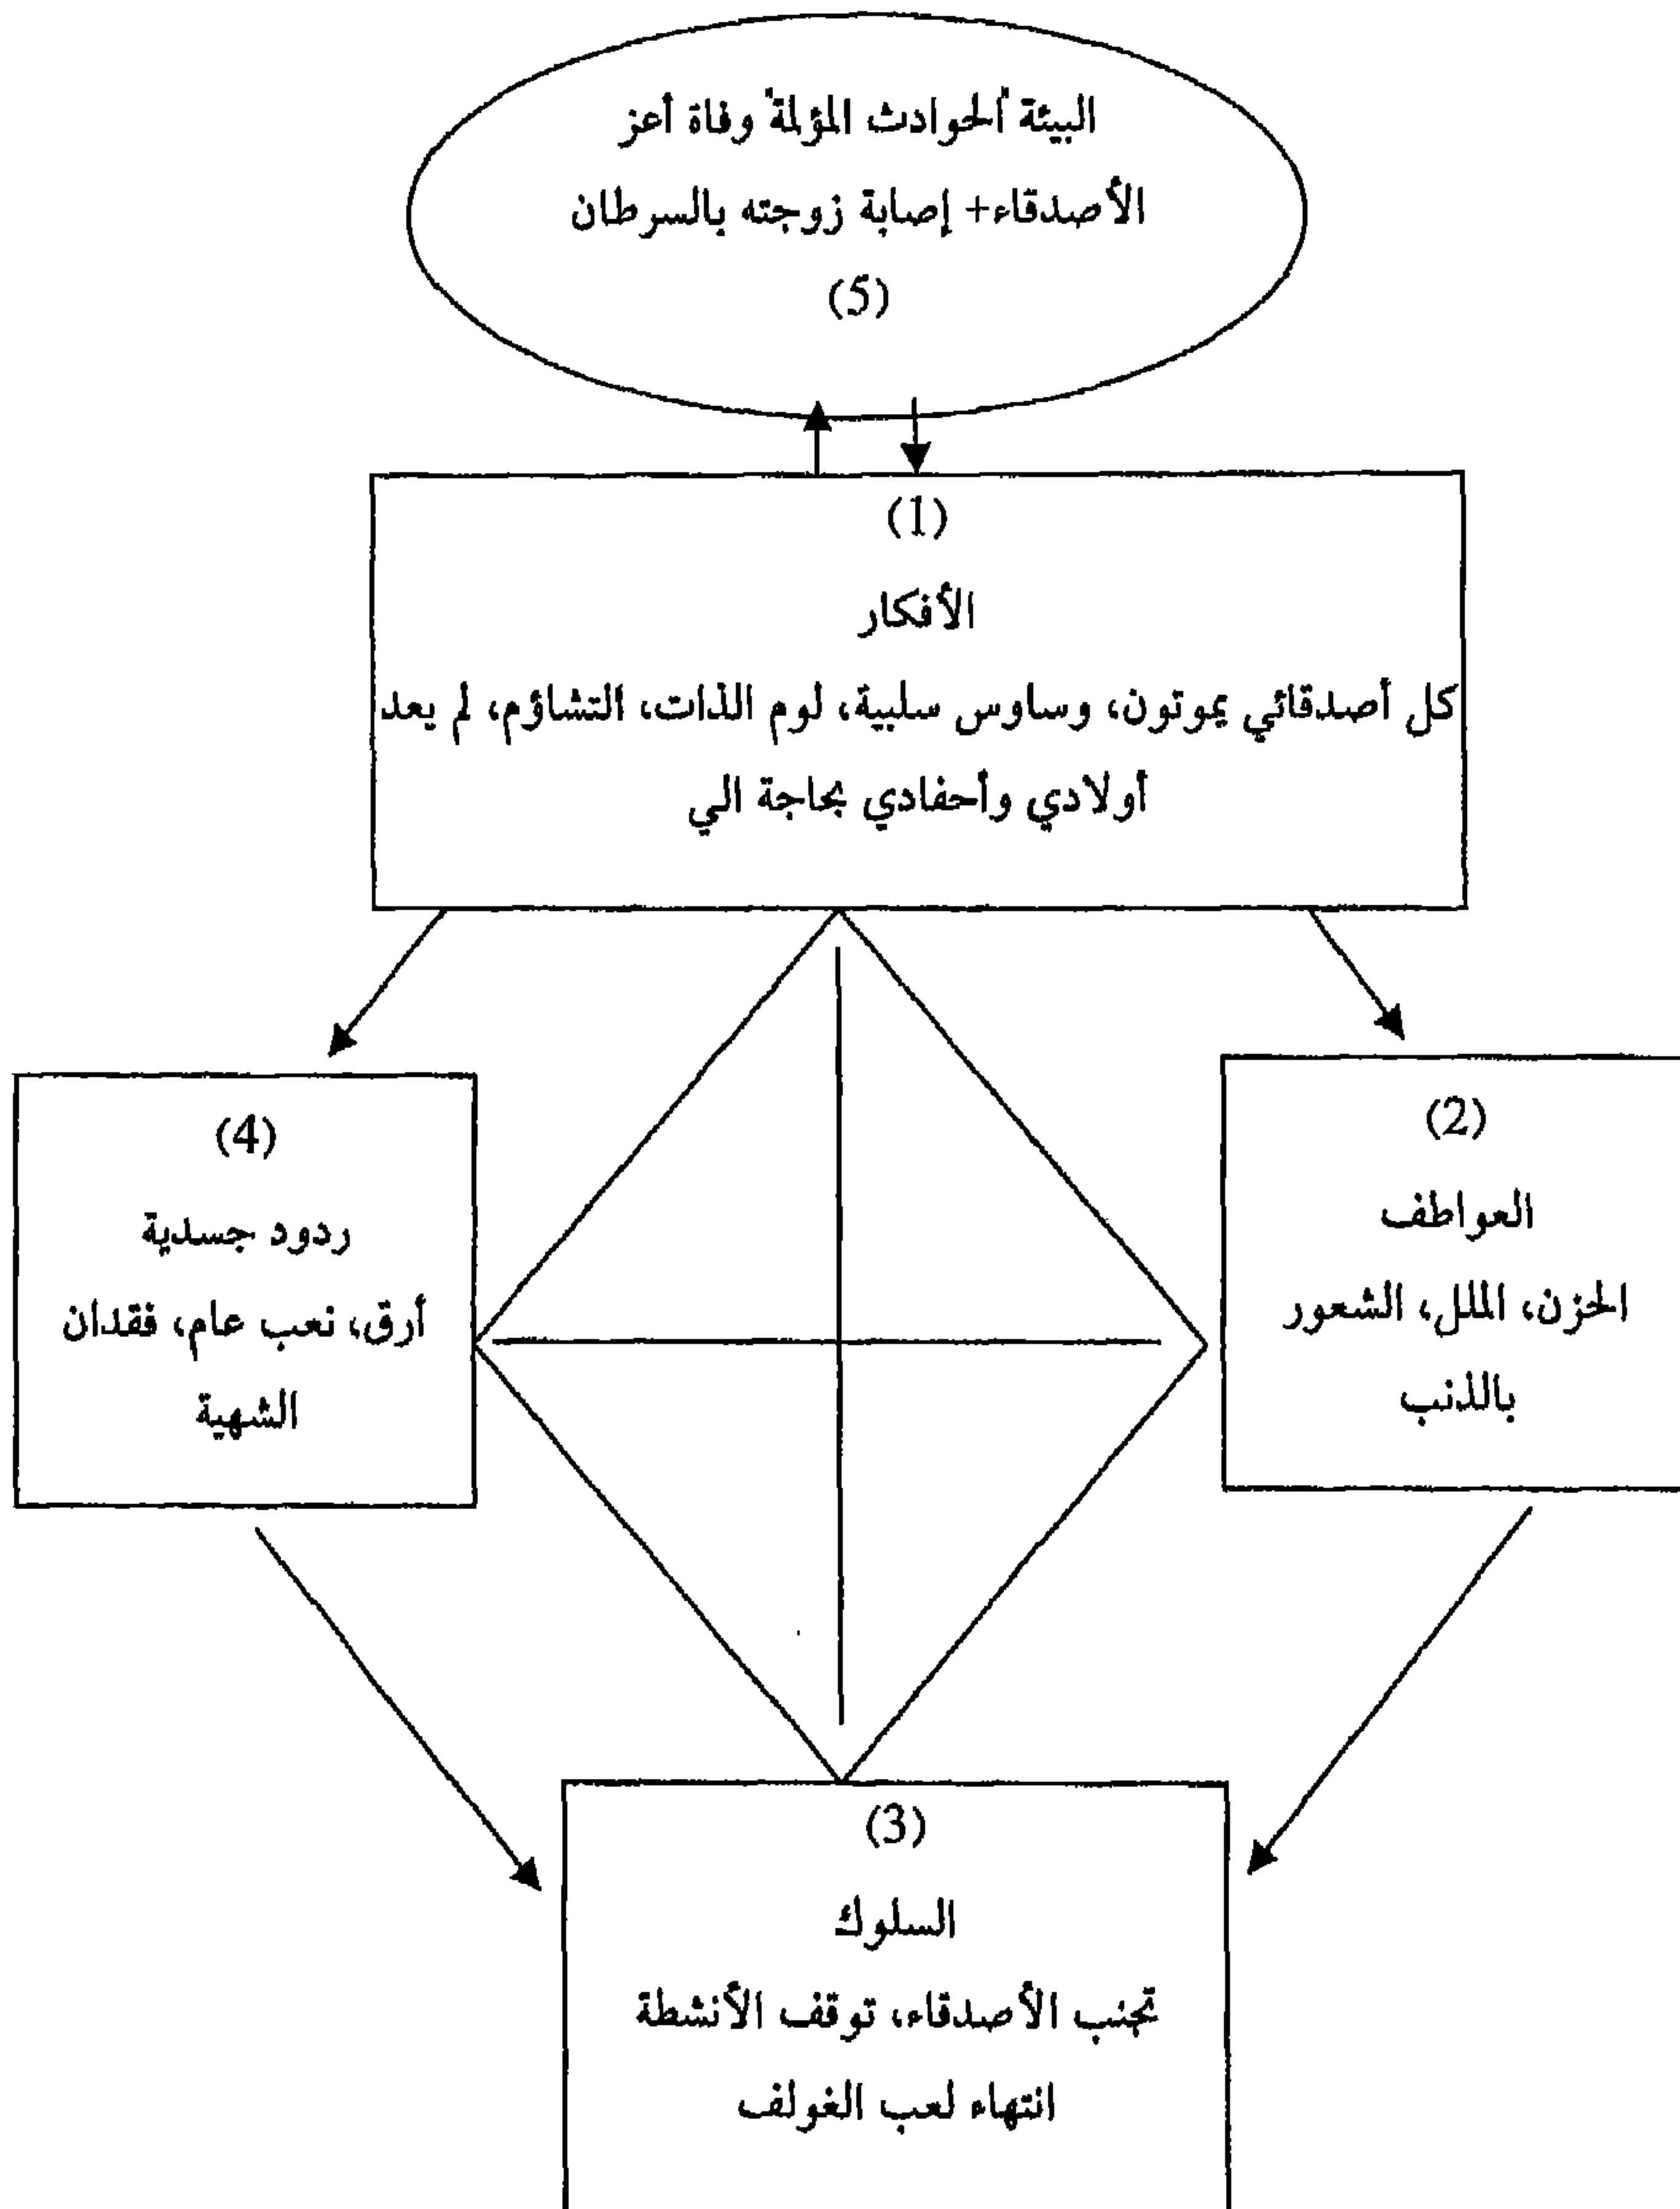 البيئة "الحوادث المؤلمة" وفاة أعز
الأصدقاء+ إصابة زوجته بالسرطان
(5)
(1)
الأفكار
كل أصدقائي يموتون، وساوس سلبية، لوم الذات، التشاؤم، لم يعد
أولادي وأحفادي بحاجة الي
(2)
العواطف
الحزن، الملل، الشعور
بالذنب
(4)
ردود جسدية
أرق، تعب عام، فقدان
الشهية
(3)
السلوك
تجنب الأصدقاء، توقف الأنشطة
انتهاء لعب الغولف